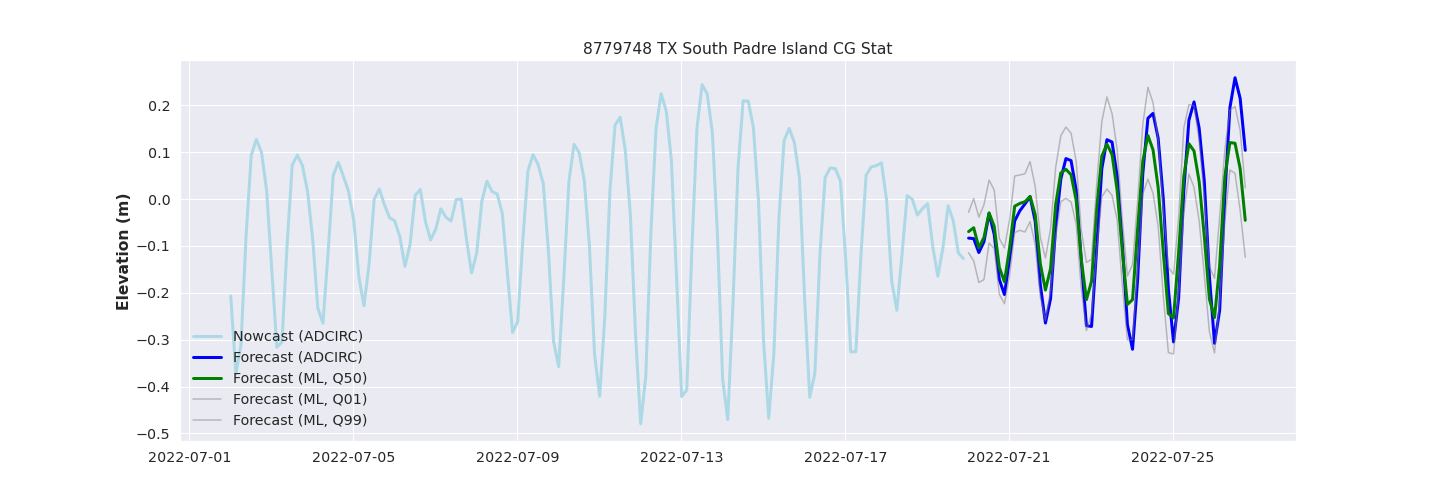 8779748 TX South Padre Island CG Stat
Elevation (m)
0.2
0.1
0.0
−0.1
−0.2
−0.3
−0.4
−0.5
Nowcast (ADCIRC)
Forecast (ADCIRC)
Forecast (ML, Q50)
Forecast (ML, Q01)
Forecast (ML, Q99)
2022-07-01 2022-07-05 2022-07-09 2022-07-13 2022-07-17 2022-07-21 2022-07-25